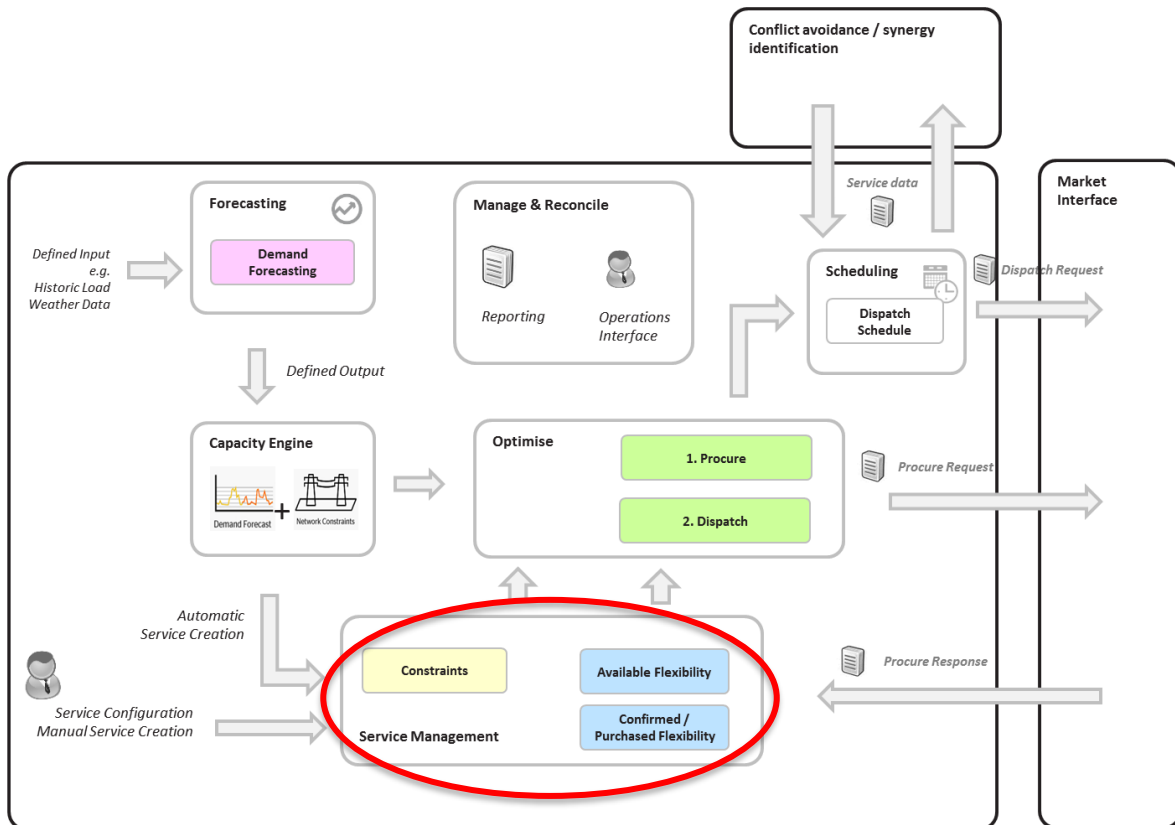 Conflict avoidance / synergy
identification
Service data
Market
Interface
Forecasting
Demand
Forecasting
Defined Input
e.g.
Historic Load
Weather Data
Manage & Reconcile
Reporting
Operations
Interface
Scheduling
Dispatch
Schedule
Dispatch Request
Defined Output
Capacity Engine
Demand Forecast
+
Network Constraints
Optimise
1. Procure
2. Dispatch
Procure Request
Automatic
Service Creation
Service Configuration
Manual Service Creation
Constraints
Available Flexibility
Confirmed /
Purchased Flexibility
Service Management
Procure Response